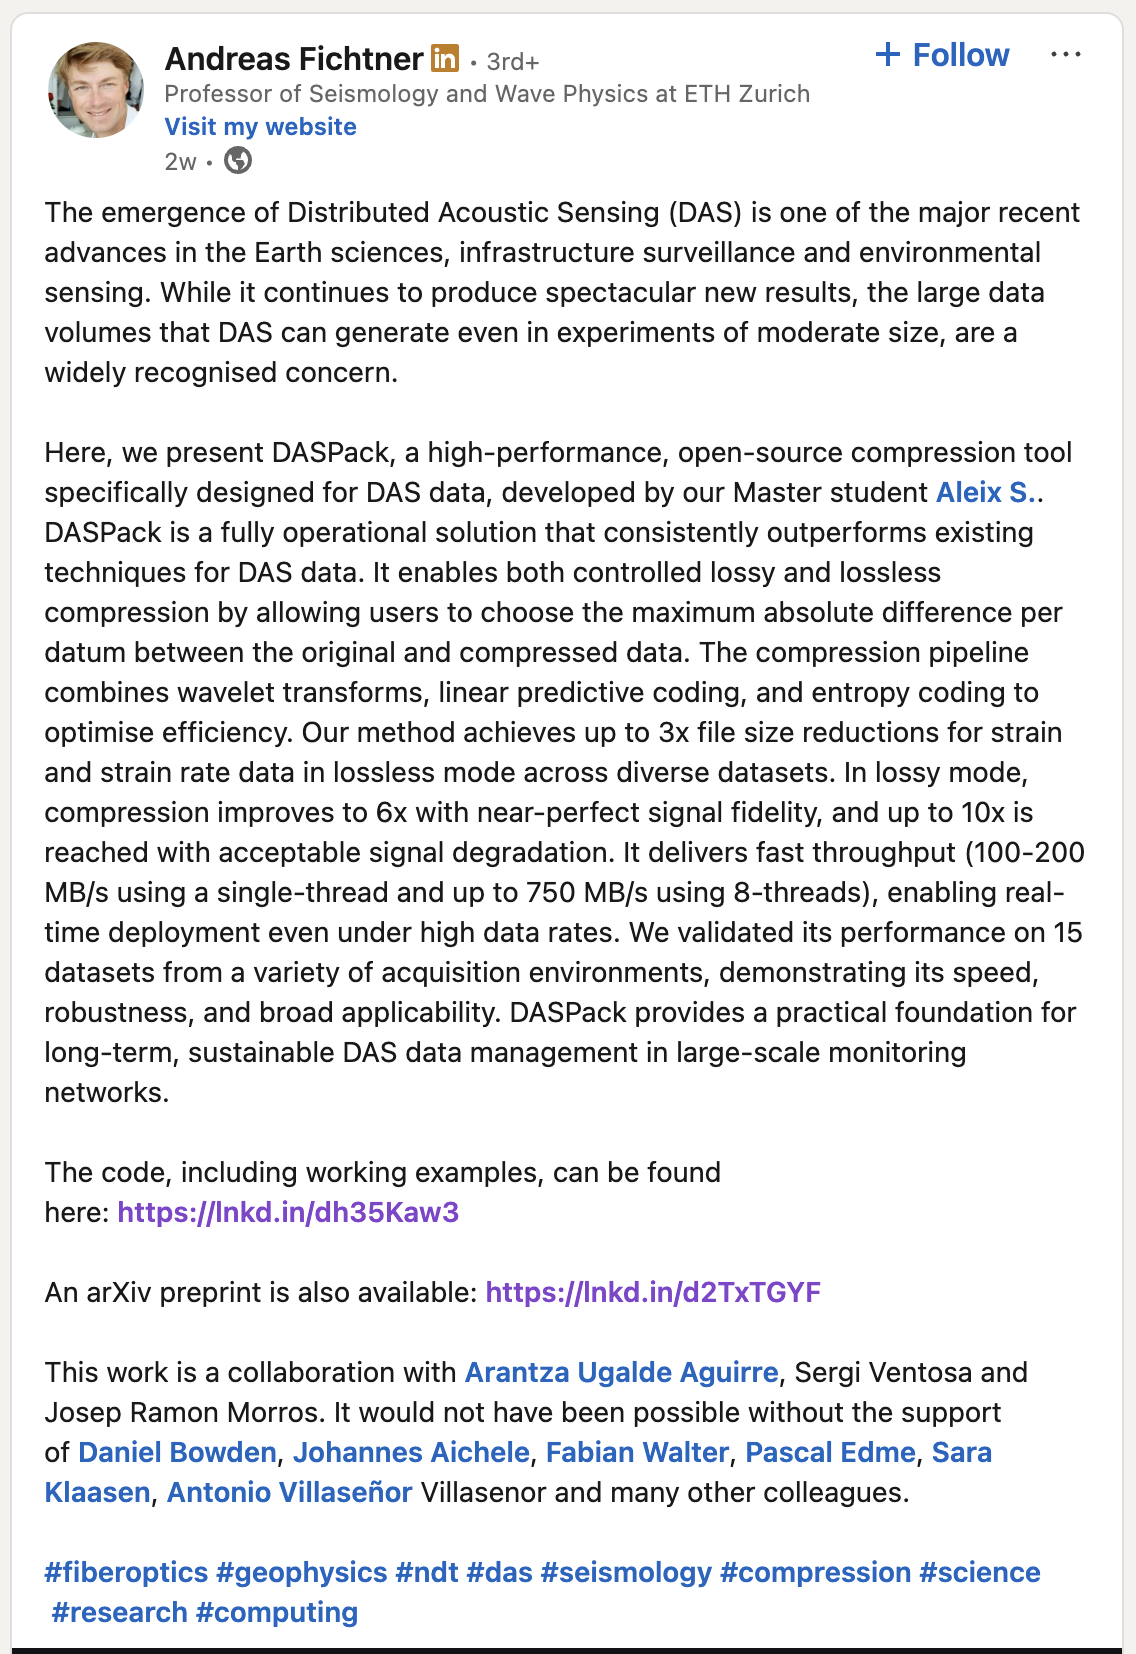 Andreas Fichtner in • 3rd+
+ Follow ...
Professor of Seismology and Wave Physics at ETH Zurich
Visit my website
2w •
The emergence of Distributed Acoustic Sensing (DAS) is one of the major recent
advances in the Earth sciences, infrastructure surveillance and environmental
sensing. While it continues to produce spectacular new results, the large data
volumes that DAS can generate even in experiments of moderate size, are a
widely recognised concern.
Here, we present DASPack, a high-performance, open-source compression tool
specifically designed for DAS data, developed by our Master student Aleix S..
DASPack is a fully operational solution that consistently outperforms existing
techniques for DAS data. It enables both controlled lossy and lossless
compression by allowing users to choose the maximum absolute difference per
datum between the original and compressed data. The compression pipeline
combines wavelet transforms, linear predictive coding, and entropy coding to
optimise efficiency. Our method achieves up to 3x file size reductions for strain
and strain rate data in lossless mode across diverse datasets. In lossy mode,
compression improves to 6x with near-perfect signal fidelity, and up to 10x is
reached with acceptable signal degradation. It delivers fast throughput (100-200
MB/s using a single-thread and up to 750 MB/s using 8-threads), enabling real-
time deployment even under high data rates. We validated its performance on 15
datasets from a variety of acquisition environments, demonstrating its speed,
robustness, and broad applicability. DASPack provides a practical foundation for
long-term, sustainable DAS data management in large-scale monitoring
networks.
The code, including working examples, can be found
here: https://lnkd.in/dh35Kaw3
An arXiv preprint is also available: https://lnkd.in/d2TxTGYF
This work is a collaboration with Arantza Ugalde Aguirre, Sergi Ventosa and
Josep Ramon Morros. It would not have been possible without the support
of Daniel Bowden, Johannes Aichele, Fabian Walter, Pascal Edme, Sara
Klaasen, Antonio Villaseñor Villasenor and many other colleagues.
#fiberoptics #geophysics #ndt #das #seismology #compression #science
#research #computing